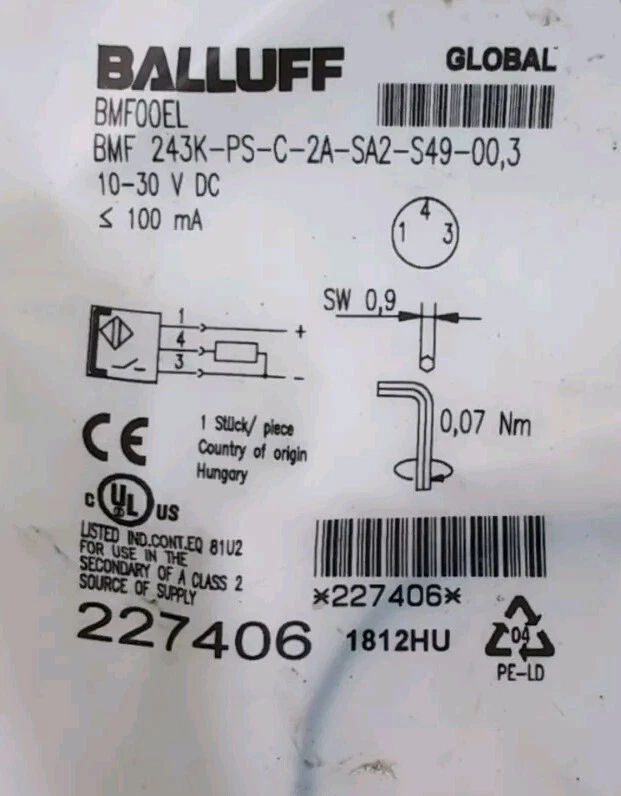 BALLUFF GLOBAL
BMF00EL
BMF 243K-PS-C-2A-SA2-S49-00,3
10-30 V DC
≤ 100 mA
4
1 3
SW 0,9
1 +
4
3 -
0,07 Nm
CE
1 Stück/ piece
Country of origin
Hungary
C UL US
LISTED IND.CONT.EQ 81U2
FOR USE IN THE
SECONDARY OF A CLASS 2
SOURCE OF SUPPLY
*227406*
227406
1812HU
04
PE-LD